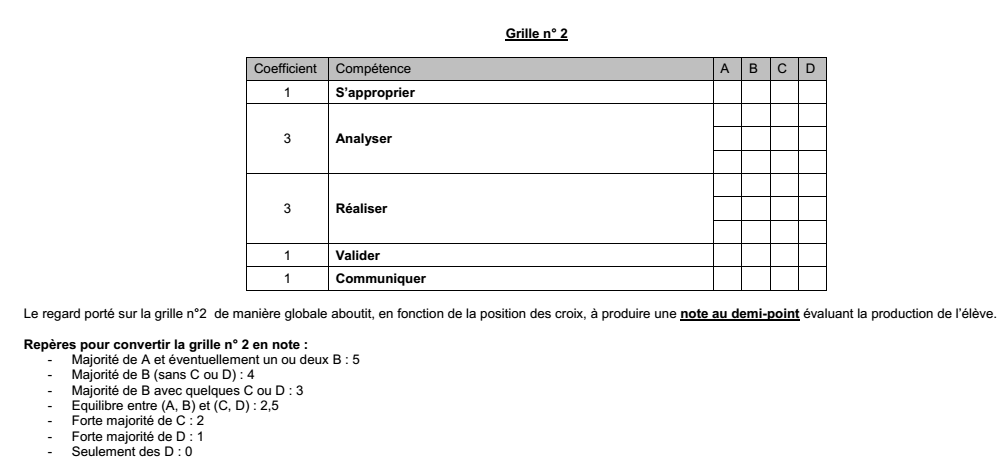 Grille n° 2
Coefficient Compétence A B C D
1 S'approprier
3 Analyser
3 Réaliser
1 Valider
1 Communiquer
Le regard porté sur la grille n°2 de manière globale aboutit, en fonction de la position des croix, à produire une note au demi-point évaluant la production de l'élève.
Repères pour convertir la grille n° 2 en note :
- Majorité de A et éventuellement un ou deux B : 5
- Majorité de B (sans C ou D) : 4
- Majorité de B avec quelques C ou D : 3
- Equilibre entre (A, B) et (C, D) : 2,5
- Forte majorité de C : 2
- Forte majorité de D : 1
- Seulement des D : 0